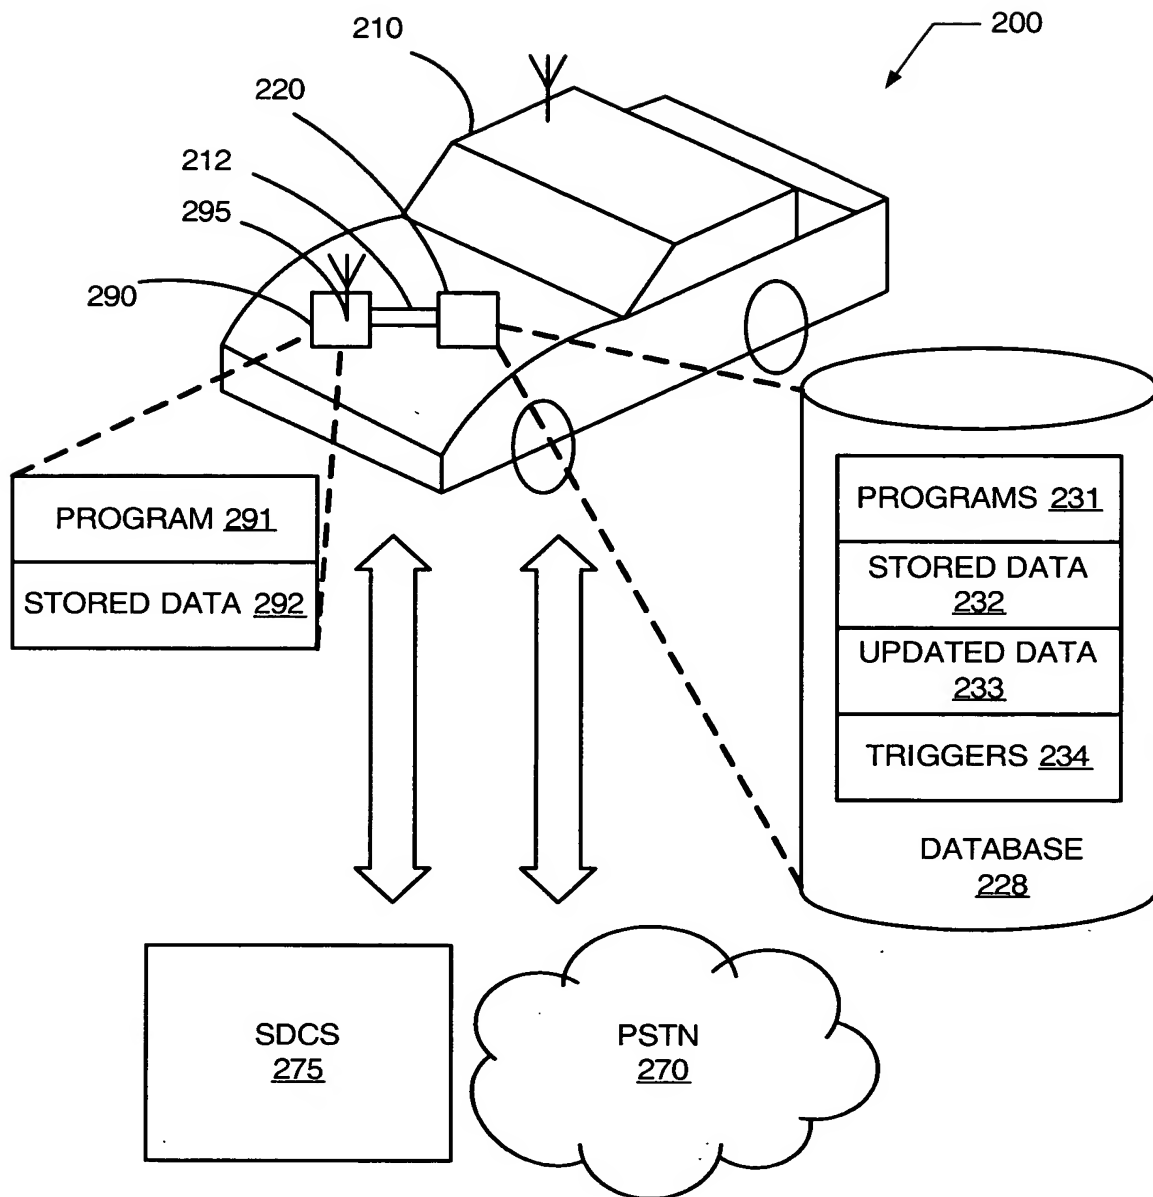 200
210
220
212
295
290
PROGRAM 291
STORED DATA 292
PROGRAMS 231
STORED DATA
232
UPDATED DATA
233
TRIGGERS 234
DATABASE
228
SDCS
275
PSTN
270